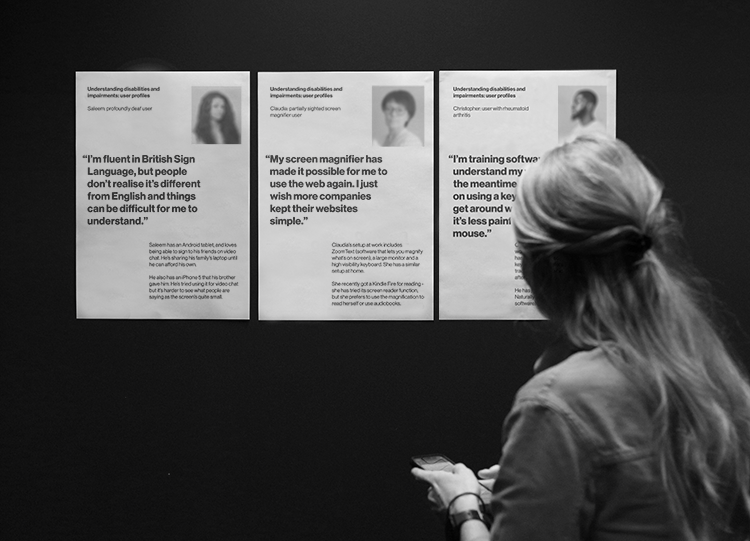 Understanding disabilities and
impairments: user profiles
Saleem: profoundly deaf user
"I'm fluent in British Sign
Language, but people
don't realise it's different
from English and things
can be difficult for me to
understand."
Saleem has an Android tablet, and loves
being able to sign to his friends on video
chat. He's sharing his family's laptop until
he can afford his own.
He also has an iPhone 5 that his brother
gave him. He's tried using it for video chat
but it's harder to see what people are
saying as the screen's quite small.
Understanding disabilities and
impairments: user profiles
Claudia: partially sighted screen
magnifier user
"My screen magnifier has
made it possible for me to
use the web again. I just
wish more companies
kept their websites
simple."
Claudia's setup at work includes
ZoomText (software that lets you magnify
what's on screen), a large monitor and a
high visibility keyboard. She has a similar
setup at home.
She recently got a Kindle Fire for reading -
she has tried its screen reader function,
but she prefers to use the magnification to
read herself or use audiobooks.
Understanding disabilities and
impairments: user profiles
Christopher: user with rheumatoid
arthritis
"I'm training softwa
understand my
the meantime
on using a key
get around w
it's less painf
mouse."
He has
softwa